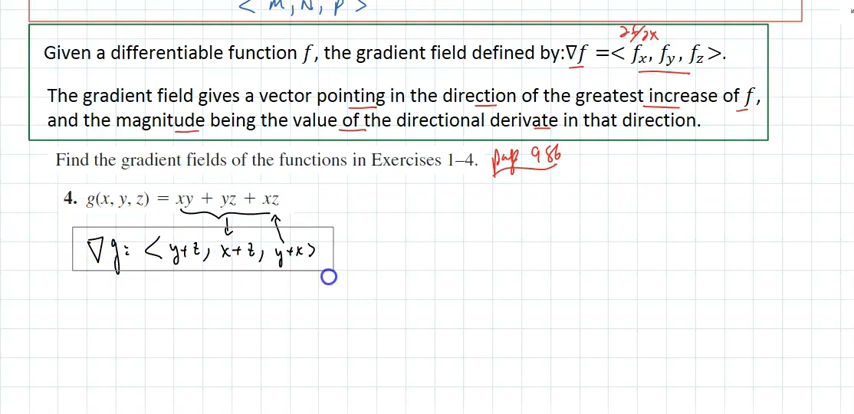 < M, N, P >
∂f/∂x
Given a differentiable function f, the gradient field defined by:∇f =< fx, fy, fz >.
The gradient field gives a vector pointing in the direction of the greatest increase of f,
and the magnitude being the value of the directional derivate in that direction.
Find the gradient fields of the functions in Exercises 1–4. pag 986
4. g(x, y, z) = xy + yz + xz
∇g: < y+z, x+z, y+x >